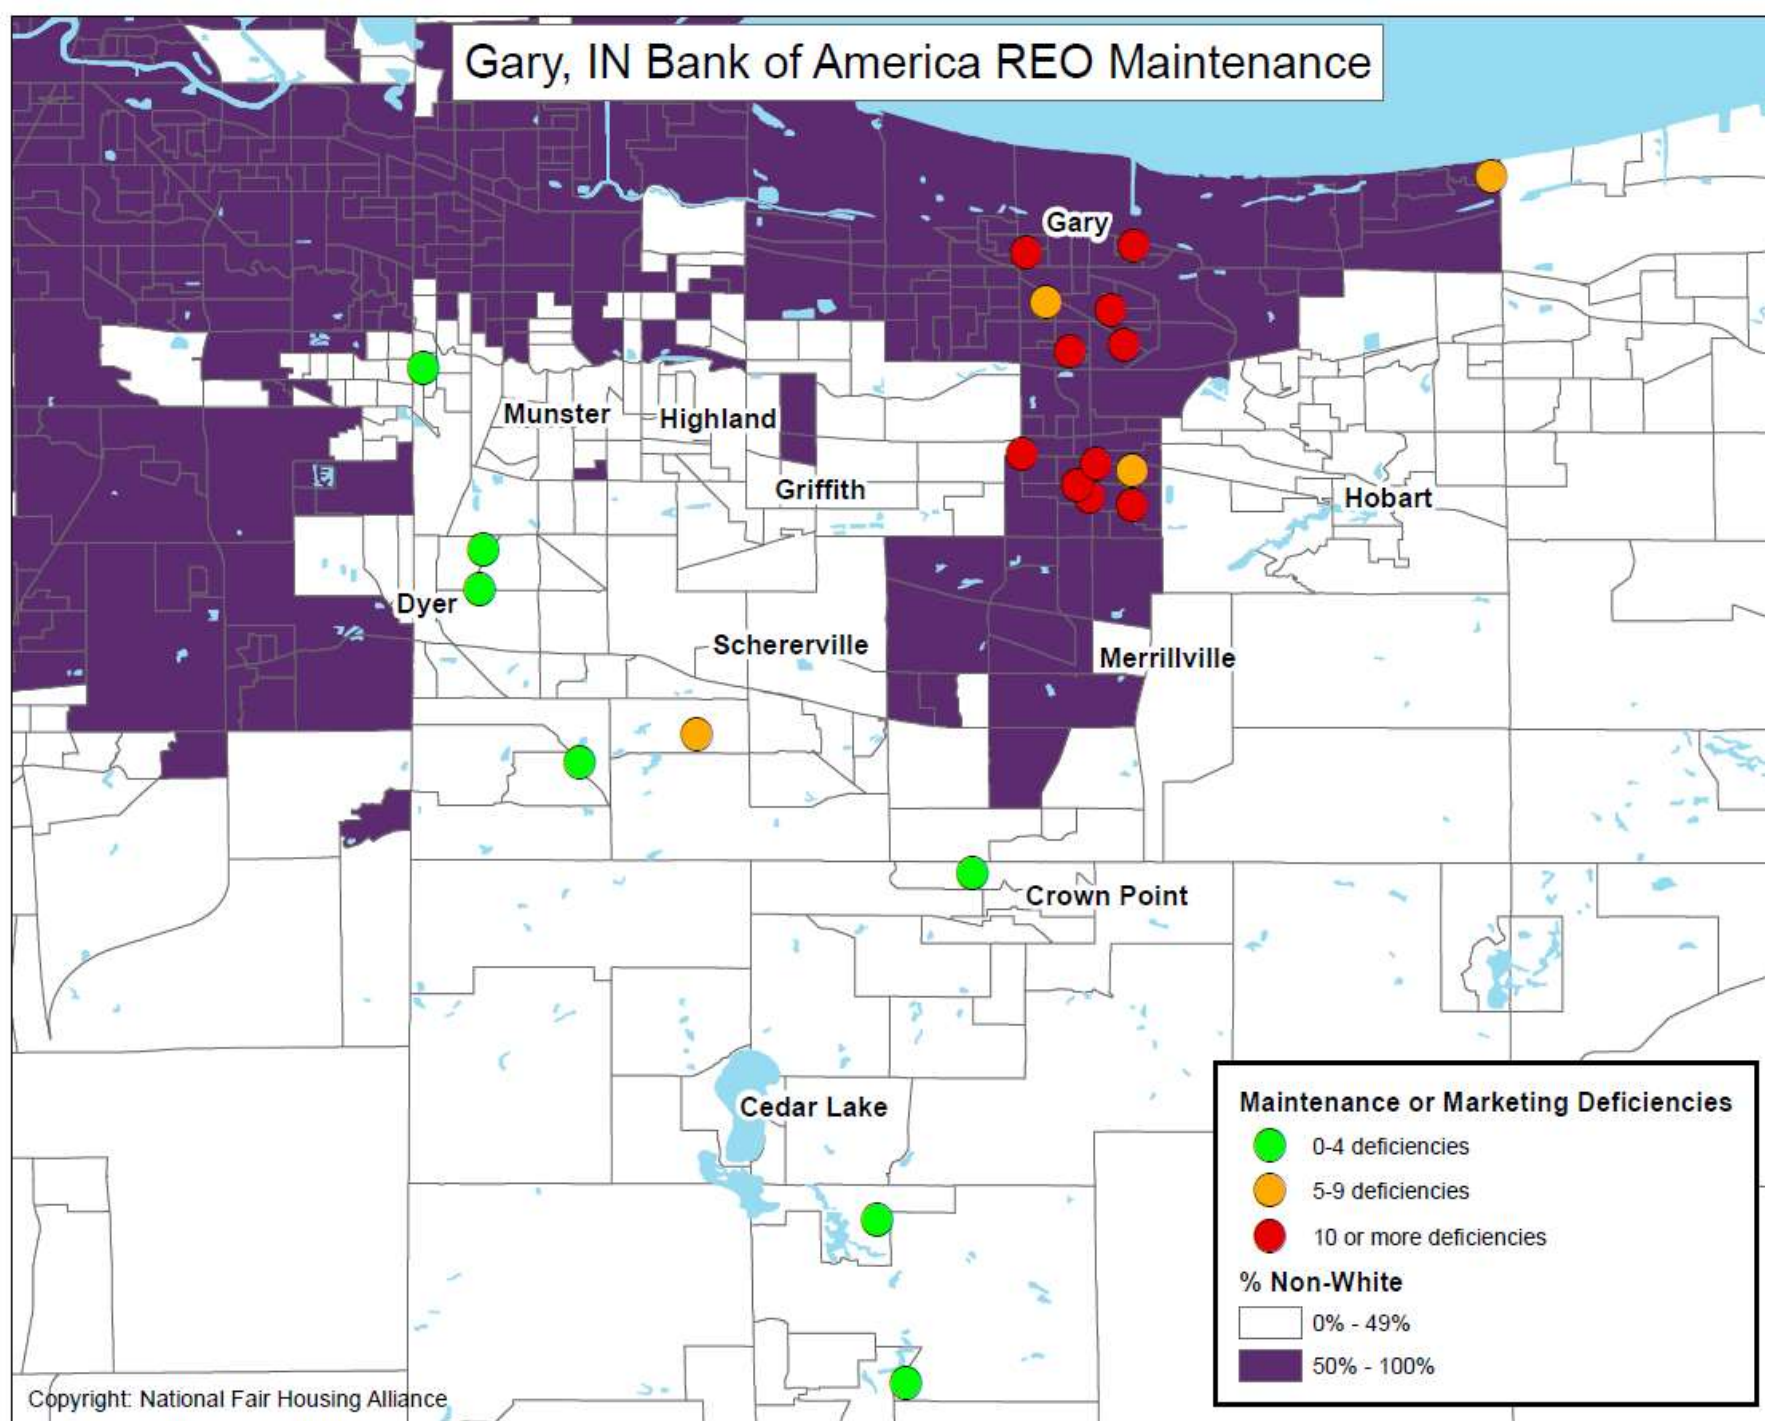 Gary, IN Bank of America REO Maintenance
Gary
Munster
Highland
Griffith
Hobart
Dyer
Schererville
Merrillville
Crown Point
Cedar Lake
Maintenance or Marketing Deficiencies
0-4 deficiencies
5-9 deficiencies
10 or more deficiencies
% Non-White
0% - 49%
50% - 100%
Copyright: National Fair Housing Alliance